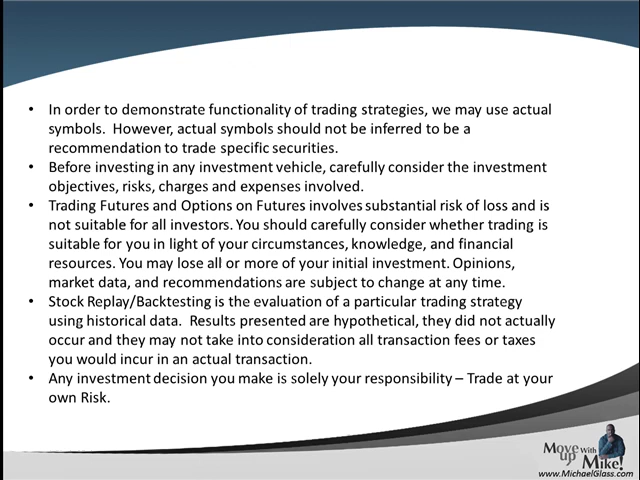 • In order to demonstrate functionality of trading strategies, we may use actual
symbols. However, actual symbols should not be inferred to be a
recommendation to trade specific securities.
• Before investing in any investment vehicle, carefully consider the investment
objectives, risks, charges and expenses involved.
• Trading Futures and Options on Futures involves substantial risk of loss and is
not suitable for all investors. You should carefully consider whether trading is
suitable for you in light of your circumstances, knowledge, and financial
resources. You may lose all or more of your initial investment. Opinions,
market data, and recommendations are subject to change at any time.
• Stock Replay/Backtesting is the evaluation of a particular trading strategy
using historical data. Results presented are hypothetical, they did not actually
occur and they may not take into consideration all transaction fees or taxes
you would incur in an actual transaction.
• Any investment decision you make is solely your responsibility – Trade at your
own Risk.
Move up With Mike!
www.MichaelGlass.com